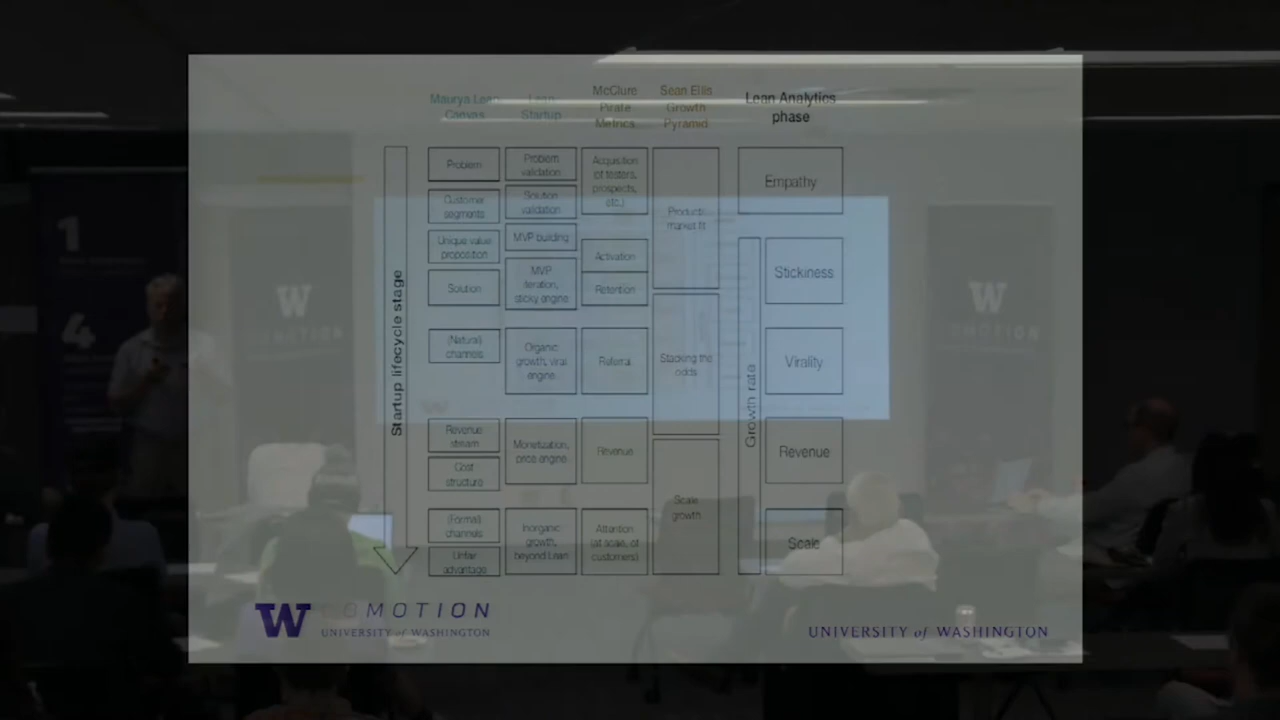 Maurya Lean
Canvas
Lean
Startup
McClure
Pirate
Metrics
Sean Ellis
Growth
Pyramid
Lean Analytics
phase
Startup lifecycle stage
Problem
Customer
segments
Unique value
proposition
Solution
(Natural)
channels
Revenue
stream
Cost
structure
(Formal)
channels
Unfair
advantage
Problem
validation
Solution
validation
MVP building
MVP
iteration,
sticky engine
Organic
growth, viral
engine
Monetization,
price engine
Inorganic
growth,
beyond Lean
Acquisition
(of testers,
prospects,
etc.)
Activation
Retention
Referral
Revenue
Attention
(at scale, of
customers)
Product/
market fit
Stacking the
odds
Scale
growth
Empathy
Growth rate
Stickiness
Virality
Revenue
Scale
W COMOTION
UNIVERSITY of WASHINGTON
UNIVERSITY of WASHINGTON
1
4
W
W